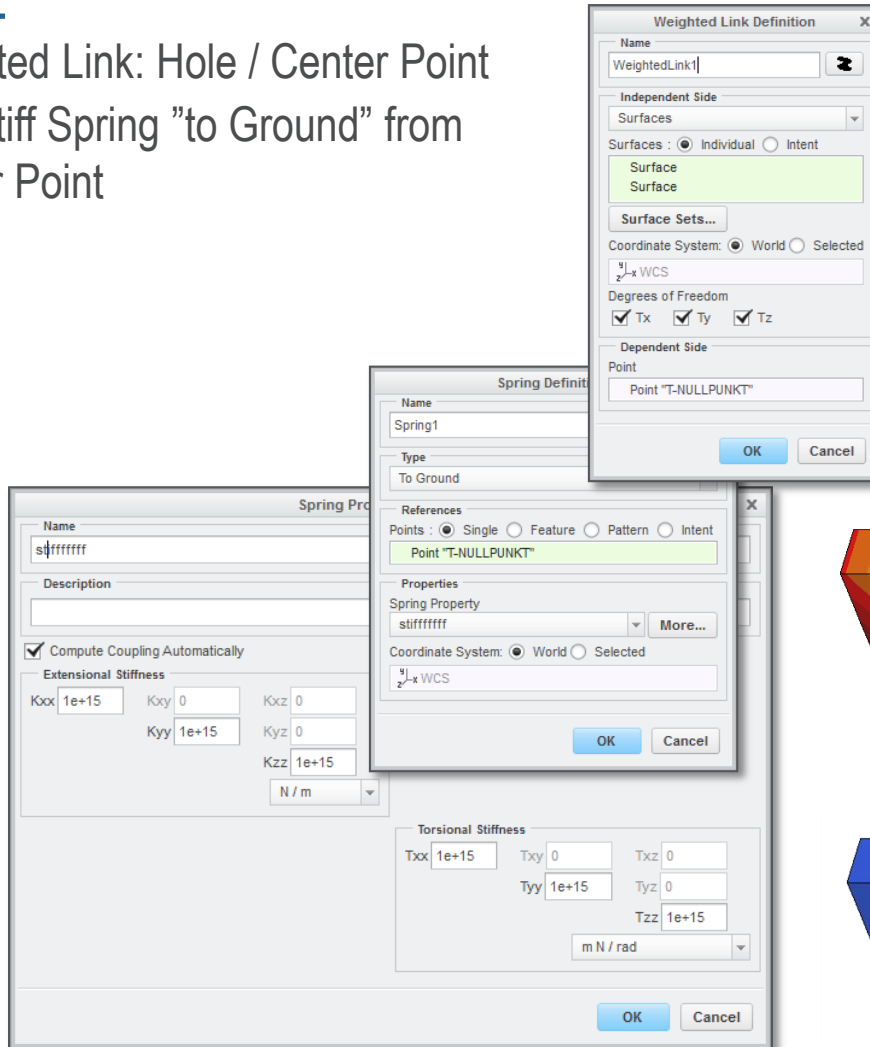 ted Link: Hole / Center Point
tiff Spring ”to Ground” from
r Point
Weighted Link Definition X
Name
WeightedLink1
Independent Side
Surfaces
Surfaces : Individual Intent
Surface
Surface
Surface Sets...
Coordinate System: World Selected
y z x WCS
Degrees of Freedom
Tx Ty Tz
Dependent Side
Point
Point "T-NULLPUNKT"
OK Cancel
Spring Definiti
Name
Spring1
Type
To Ground
References
Points : Single Feature Pattern Intent
Point "T-NULLPUNKT"
Properties
Spring Property
stifffffff
More...
Coordinate System: World Selected
y z x WCS
OK Cancel
Spring Pro X
Name
stifffffff
Description
Compute Coupling Automatically
Extensional Stiffness
Kxx 1e+15 Kxy 0 Kxz 0
Kyy 1e+15 Kyz 0
Kzz 1e+15
N / m
Torsional Stiffness
Txx 1e+15 Txy 0 Txz 0
Tyy 1e+15 Tyz 0
Tzz 1e+15
m N / rad
OK Cancel